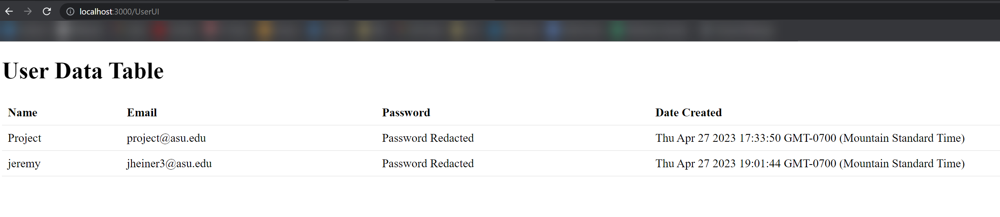 localhost:3000/UserUI
User Data Table
Name Email Password Date Created
Project project@asu.edu Password Redacted Thu Apr 27 2023 17:33:50 GMT-0700 (Mountain Standard Time)
jeremy jheiner3@asu.edu Password Redacted Thu Apr 27 2023 19:01:44 GMT-0700 (Mountain Standard Time)